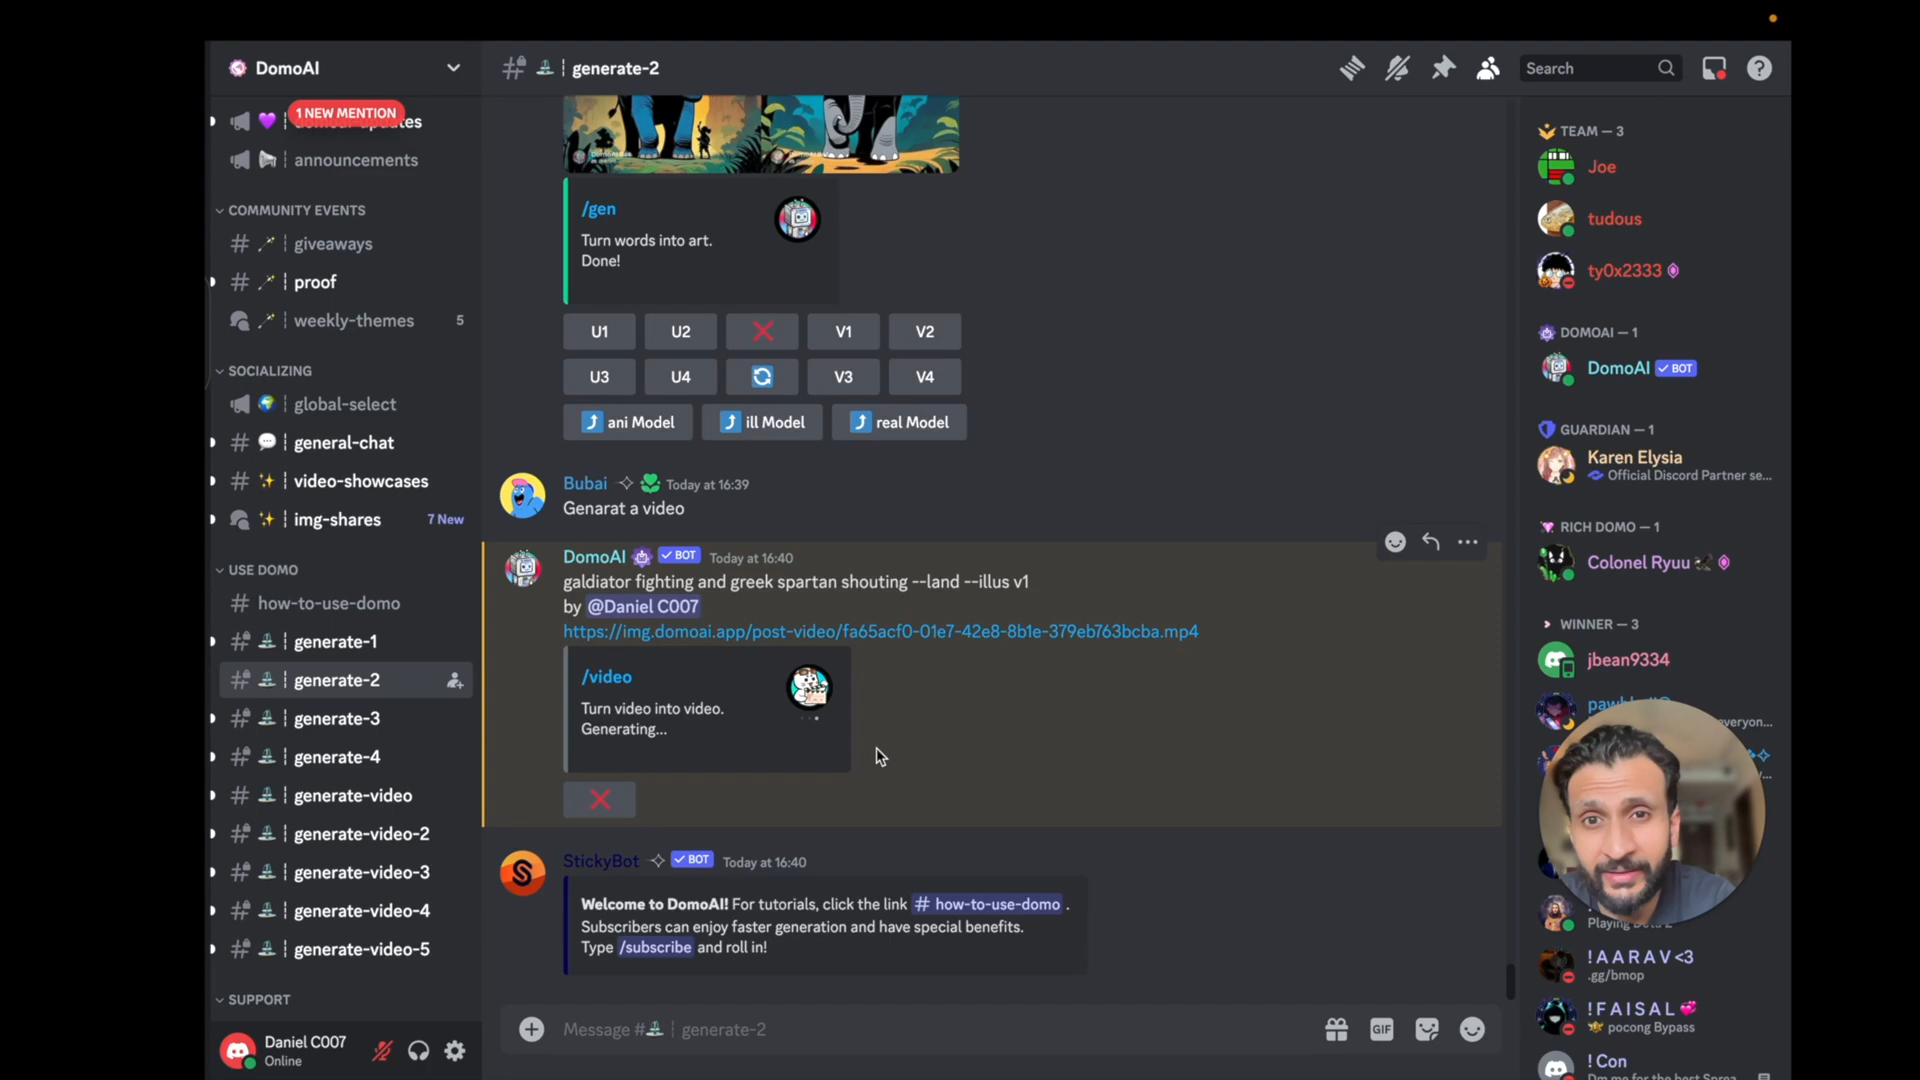 DomoAI
1 NEW MENTION
announcements
COMMUNITY EVENTS
giveaways
proof
weekly-themes 5
SOCIALIZING
global-select
general-chat
video-showcases
img-shares 7 New
USE DOMO
how-to-use-domo
generate-1
generate-2
generate-3
generate-4
generate-video
generate-video-2
generate-video-3
generate-video-4
generate-video-5
SUPPORT
Daniel C007
Online
generate-2
Search
/gen
Turn words into art.
Done!
U1 U2 V1 V2
U3 U4 V3 V4
ani Model ill Model real Model
Bubai Today at 16:39
Genarat a video
DomoAI BOT Today at 16:40
galdiator fighting and greek spartan shouting --land --illus v1
by @Daniel C007
https://img.domoai.app/post-video/fa65acf0-01e7-42e8-8b1e-379eb763bcba.mp4
/video
Turn video into video.
Generating...
StickyBot BOT Today at 16:40
Welcome to DomoAI! For tutorials, click the link # how-to-use-domo .
Subscribers can enjoy faster generation and have special benefits.
Type /subscribe and roll in!
Message # generate-2
GIF
TEAM — 3
Joe
tudous
ty0x2333
DOMOAI — 1
DomoAI BOT
GUARDIAN — 1
Karen Elysia
Official Discord Partner se...
RICH DOMO — 1
Colonel Ryuu
WINNER — 3
jbean9334
! A A R A V <3
.gg/bmop
! F A I S A L
pocong Bypass
! Con